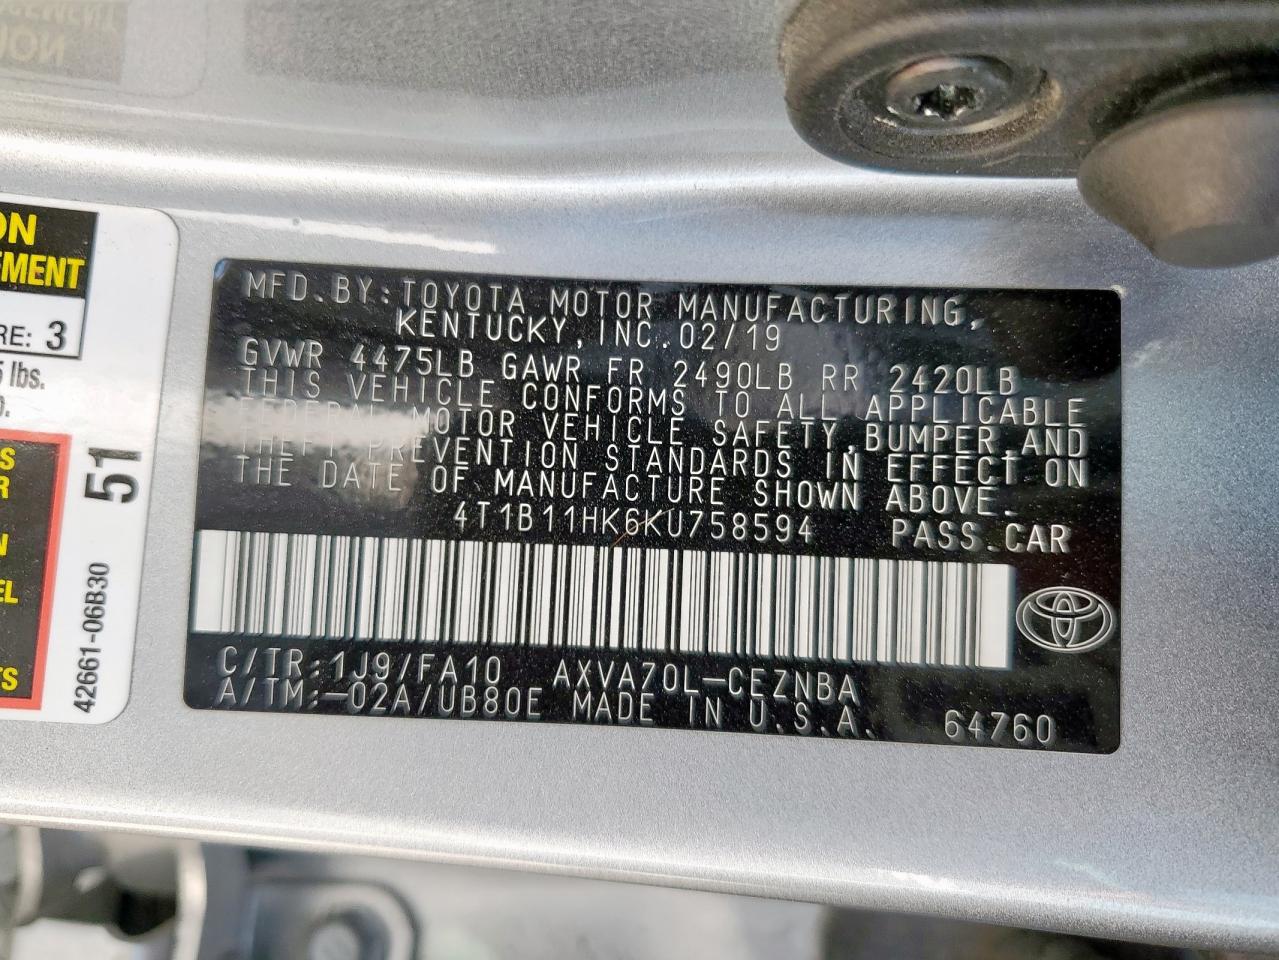 ON
EMENT
RE: 3
5 lbs.
51
42661-06B30
MFD.BY:TOYOTA MOTOR MANUFACTURING,
KENTUCKY,INC.02/19
GVWR 4475LB GAWR FR 2490LB RR 2420LB
THIS VEHICLE CONFORMS TO ALL APPLICABLE
FEDERAL MOTOR VEHICLE SAFETY,BUMPER,AND
THEFT PREVENTION STANDARDS IN EFFECT ON
THE DATE OF MANUFACTURE SHOWN ABOVE.
4T1B11HK6KU758594 PASS.CAR
C/TR:1J9/FA10 AXVA70L-CEZNBA
A/TM:-02A/UB80E MADE IN U.S.A. 64760